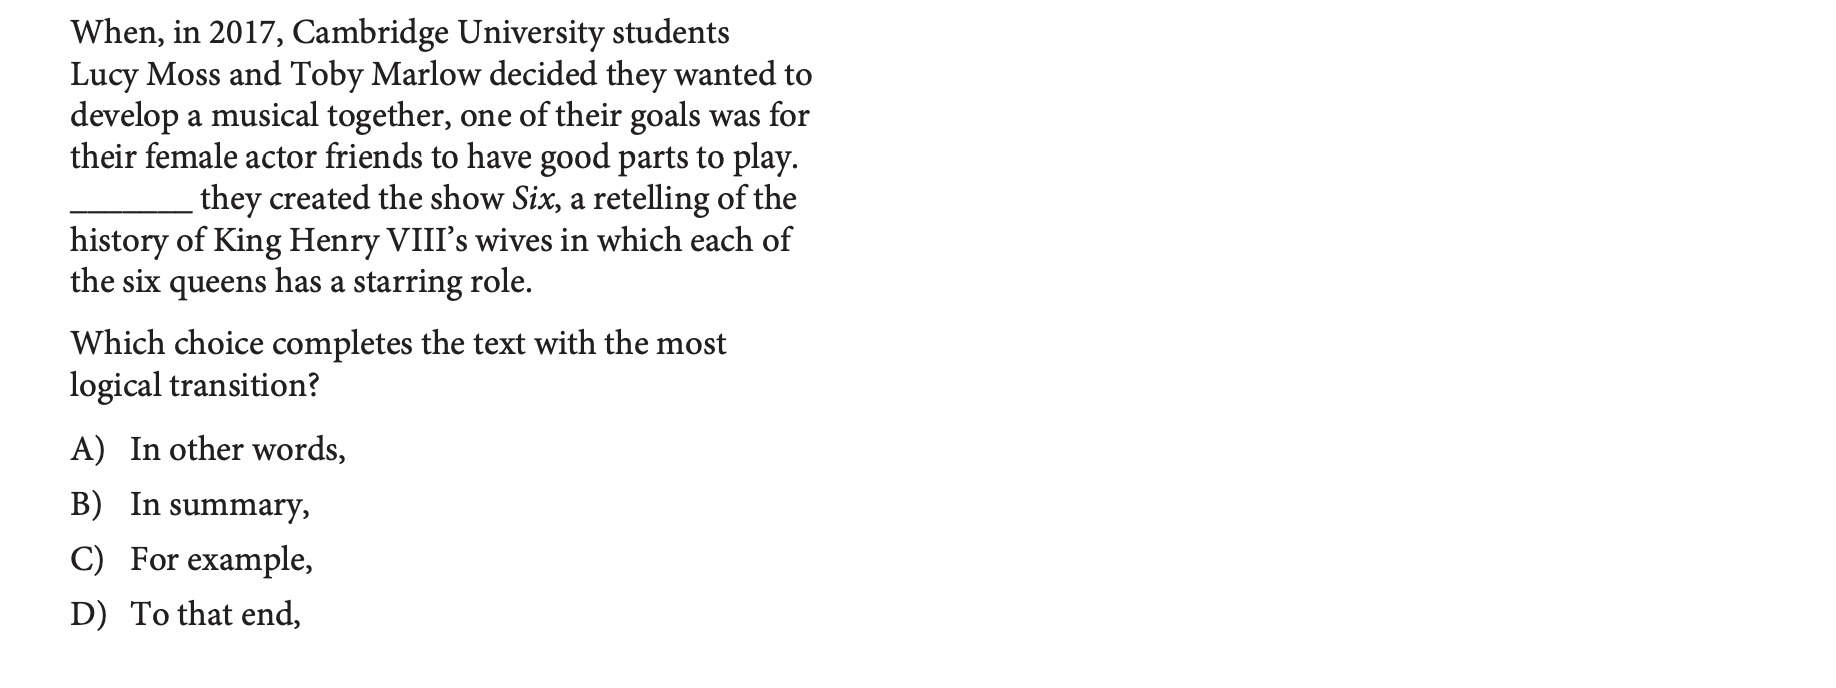 When, in 2017, Cambridge University students
Lucy Moss and Toby Marlow decided they wanted to
develop a musical together, one of their goals was for
their female actor friends to have good parts to play.
_______ they created the show Six, a retelling of the
history of King Henry VIII’s wives in which each of
the six queens has a starring role.
Which choice completes the text with the most
logical transition?
A) In other words,
B) In summary,
C) For example,
D) To that end,